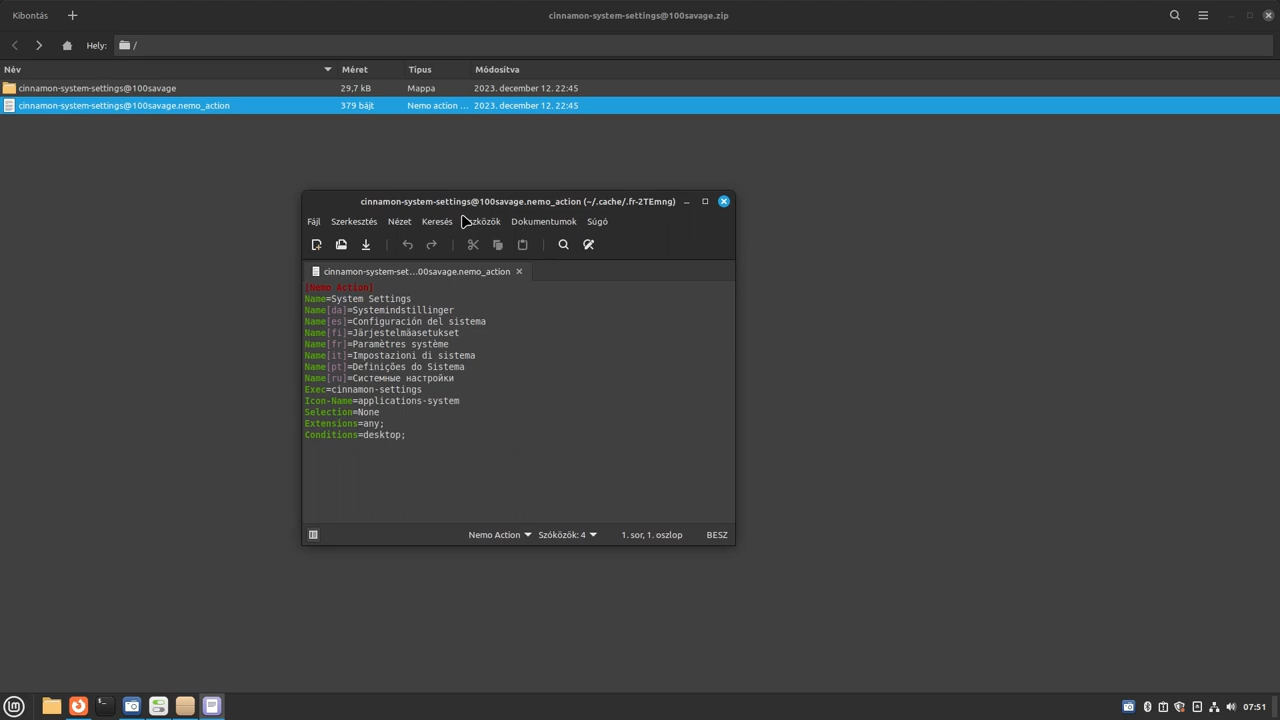 Kibontás
cinnamon-system-settings@100savage.zip
Hely: /
Név Méret Típus Módosítva
cinnamon-system-settings@100savage 29,7 kB Mappa 2023. december 12. 22:45
cinnamon-system-settings@100savage.nemo_action 379 bájt Nemo action ... 2023. december 12. 22:45
cinnamon-system-settings@100savage.nemo_action (~/.cache/.fr-2TEmng)
Fájl Szerkesztés Nézet Keresés Dokumentumok Súgó
cinnamon-system-set...00savage.nemo_action
[Nemo Action]
Name=System Settings
Name[da]=Systemindstillinger
Name[es]=Configuración del sistema
Name[fi]=Järjestelmäasetukset
Name[fr]=Paramètres système
Name[it]=Impostazioni di sistema
Name[pt]=Definições do Sistema
Name[ru]=Системные настройки
Exec=cinnamon-settings
Icon-Name=applications-system
Selection=None
Extensions=any;
Conditions=desktop;
Nemo Action Szóközök: 4 1. sor, 1. oszlop BESZ
07:51